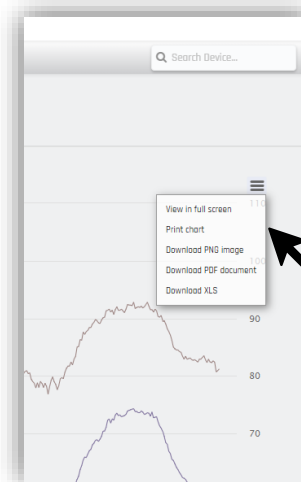 Search Device...
View in full screen
110
Print chart
Download PNG image
100
Download PDF document
Download XLS
90
80
70